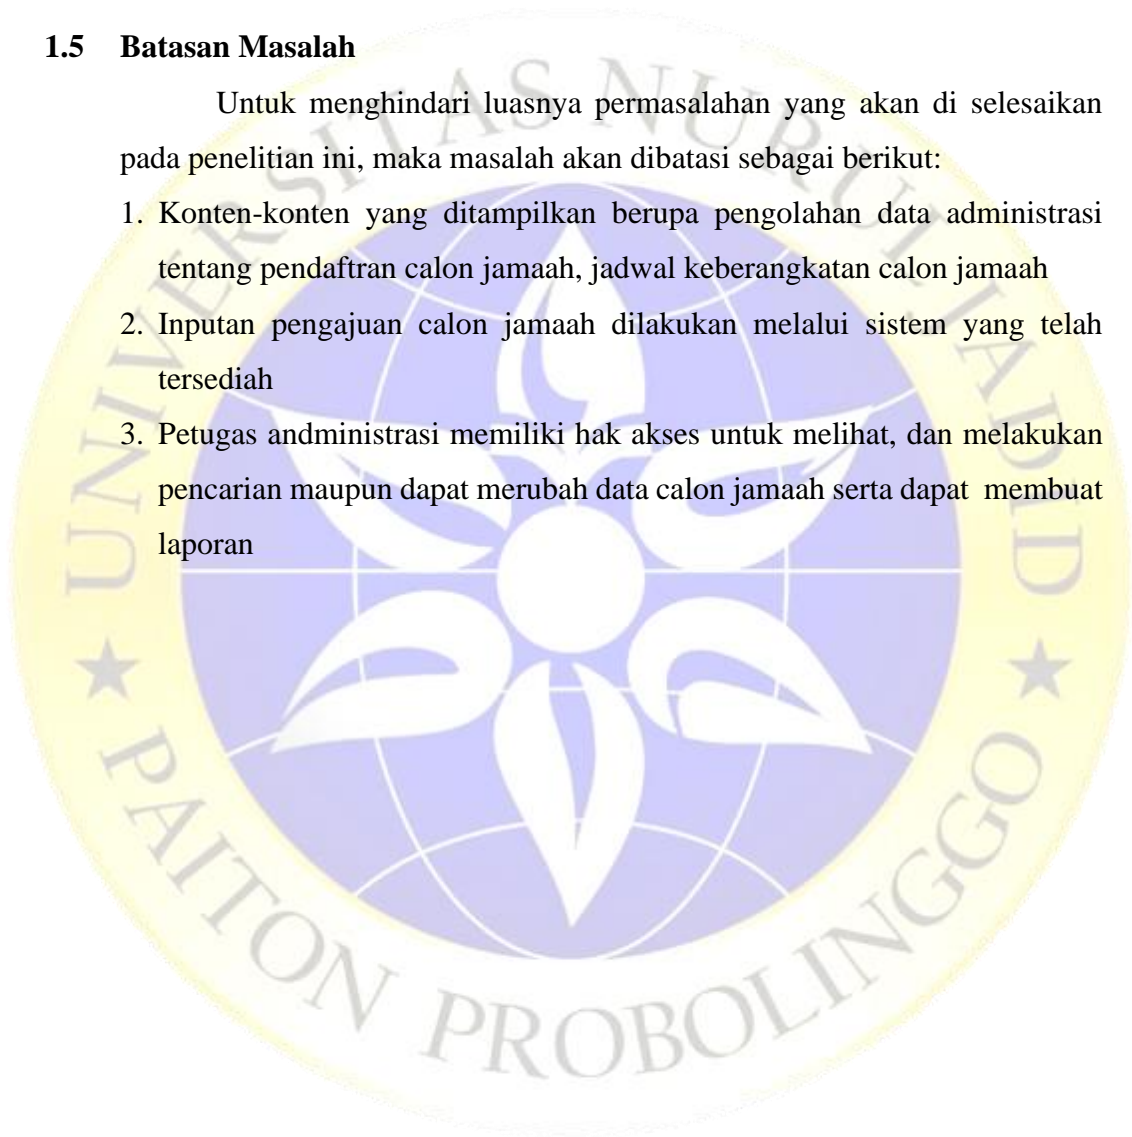 1.5 Batasan Masalah
Untuk menghindari luasnya permasalahan yang akan di selesaikan
pada penelitian ini, maka masalah akan dibatasi sebagai berikut:
1. Konten-konten yang ditampilkan berupa pengolahan data administrasi
tentang pendaftran calon jamaah, jadwal keberangkatan calon jamaah
2. Inputan pengajuan calon jamaah dilakukan melalui sistem yang telah
tersediah
3. Petugas andministrasi memiliki hak akses untuk melihat, dan melakukan
pencarian maupun dapat merubah data calon jamaah serta dapat membuat
laporan
UNIVERSITAS NURUL JADID
★ PAITON PROBOLINGGO ★